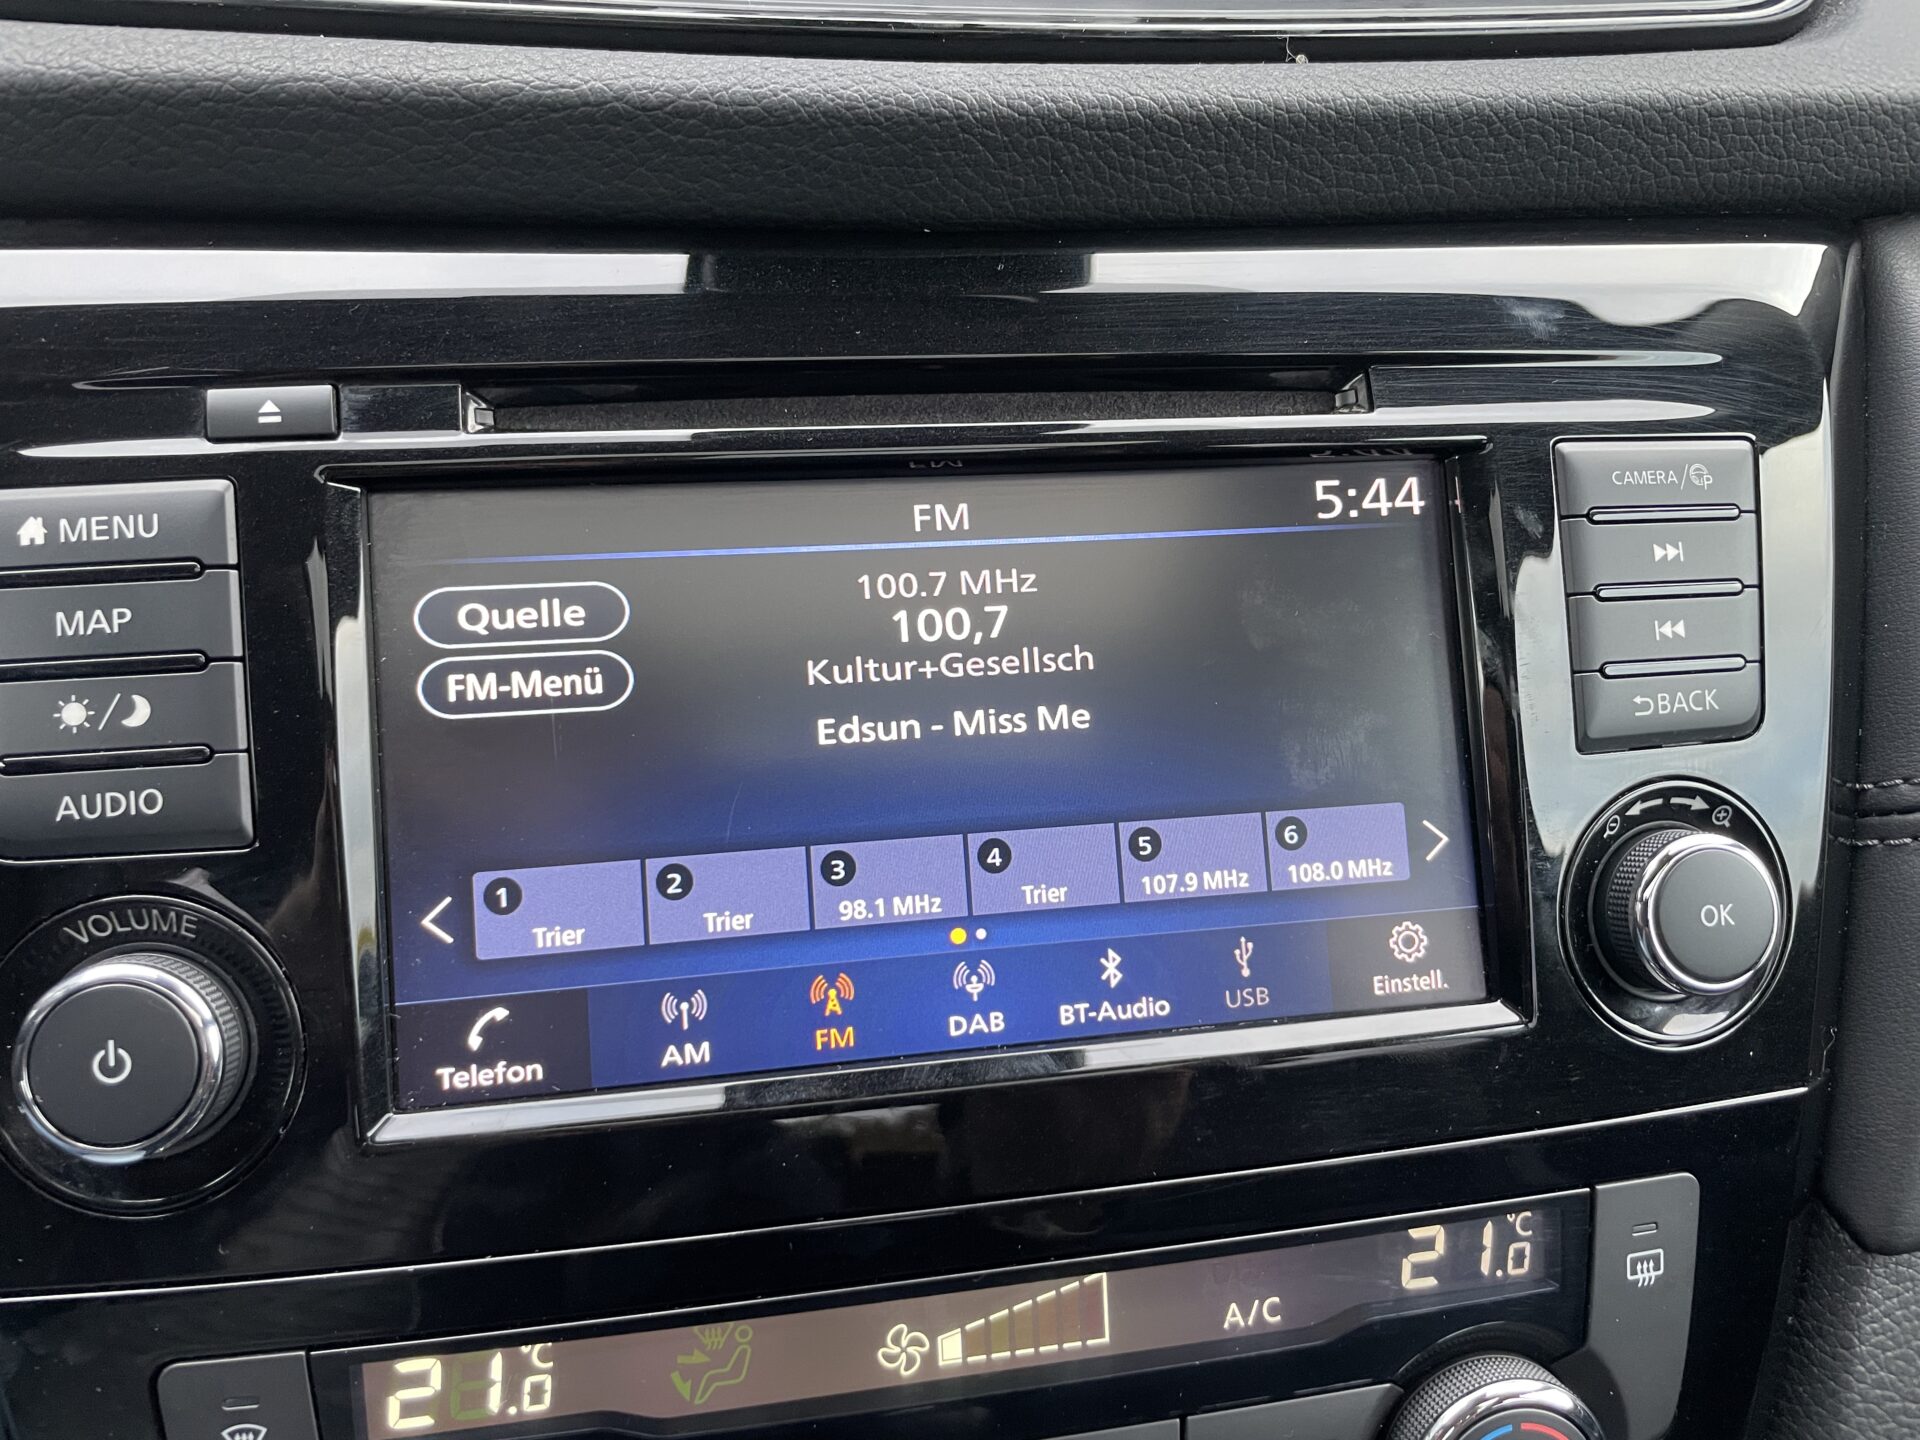 FM
5:44
MENU
MAP
AUDIO
VOLUME
Quelle
FM-Menü
100.7 MHz
100,7
Kultur+Gesellsch
Edsun - Miss Me
1 Trier
2 Trier
3 98.1 MHz
4 Trier
5 107.9 MHz
6 108.0 MHz
Telefon
AM
FM
DAB
BT-Audio
USB
Einstell.
CAMERA/P
BACK
OK
21.0 °C
A/C
21.0 °C